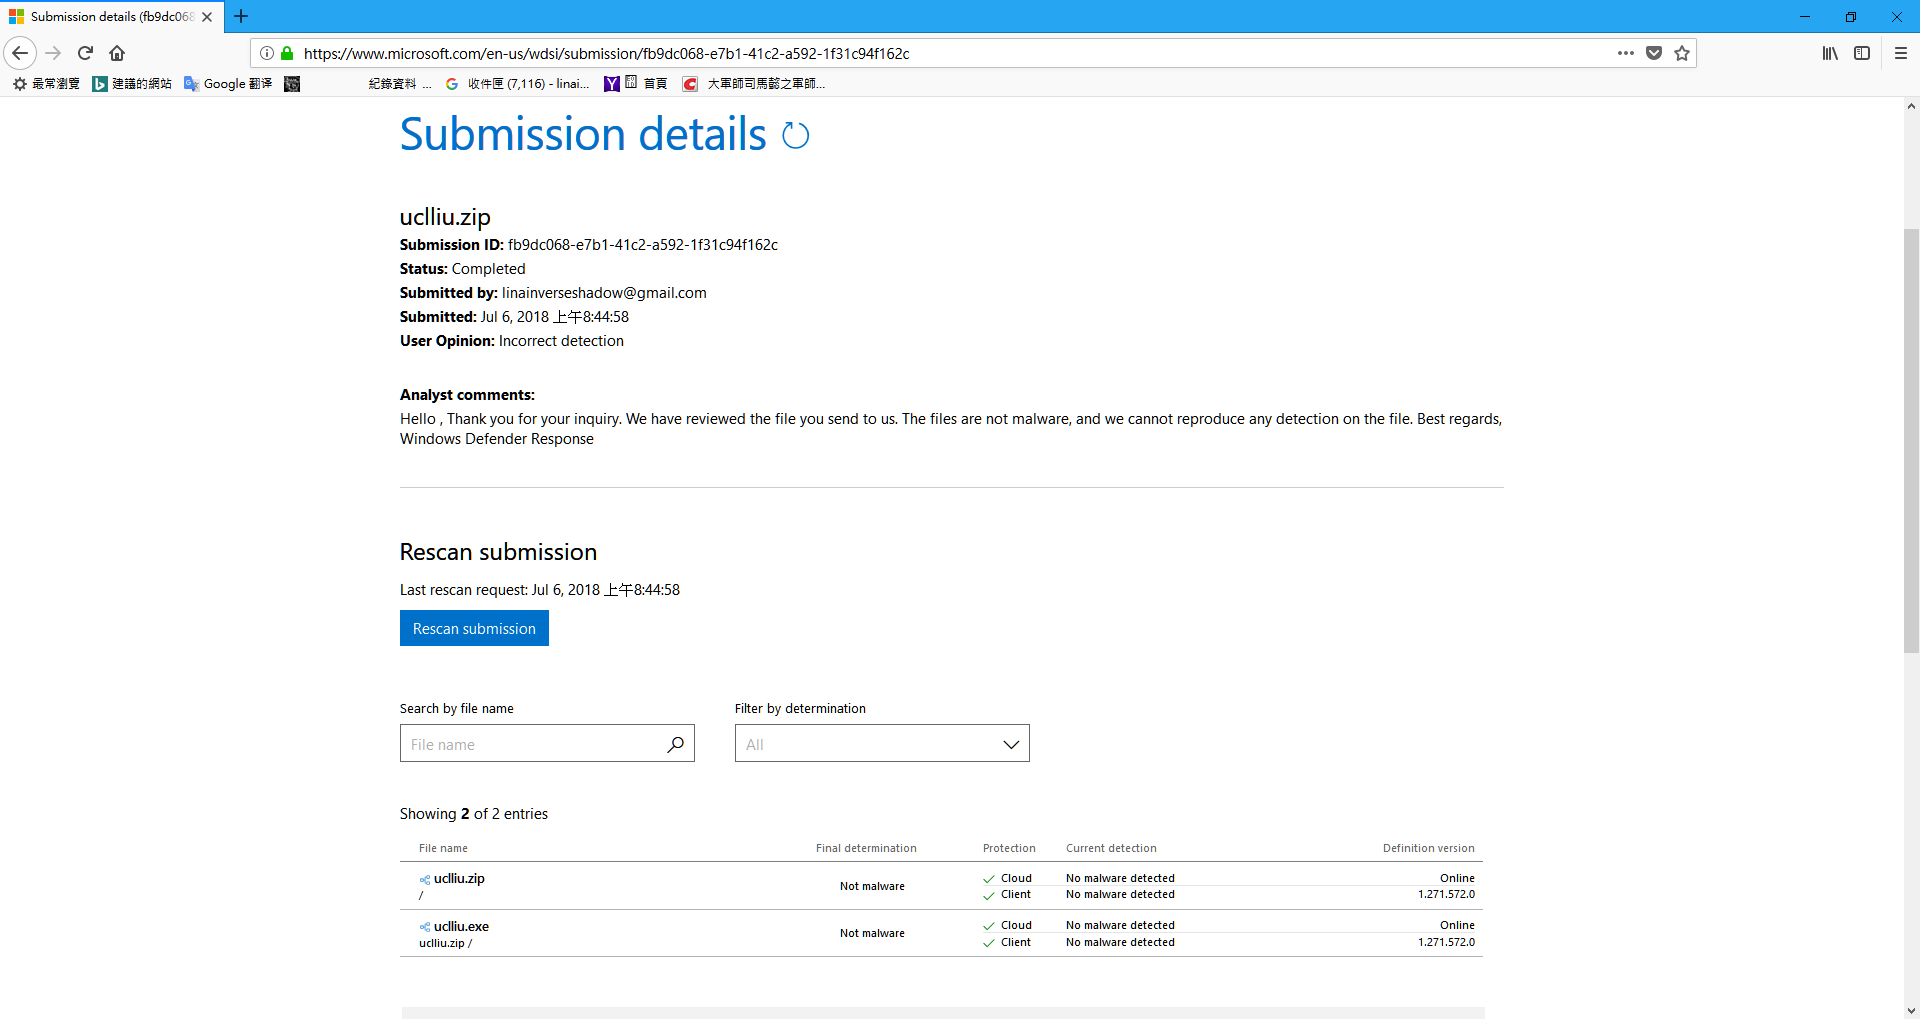 Submission details (fb9dc068
https://www.microsoft.com/en-us/wdsi/submission/fb9dc068-e7b1-41c2-a592-1f31c94f162c
最常瀏覽 建議的網站 Google 翻译 紀錄資料 ... 收件匣 (7,116) - linai... 首頁 大軍師司馬懿之軍師...
Submission details
uclliu.zip
Submission ID: fb9dc068-e7b1-41c2-a592-1f31c94f162c
Status: Completed
Submitted by: linainverseshadow@gmail.com
Submitted: Jul 6, 2018 上午8:44:58
User Opinion: Incorrect detection
Analyst comments:
Hello , Thank you for your inquiry. We have reviewed the file you send to us. The files are not malware, and we cannot reproduce any detection on the file. Best regards,
Windows Defender Response
Rescan submission
Last rescan request: Jul 6, 2018 上午8:44:58
Rescan submission
Search by file name Filter by determination
File name All
Showing 2 of 2 entries
File name Final determination Protection Current detection Definition version
uclliu.zip Cloud No malware detected Online
/ Not malware Client No malware detected 1.271.572.0
uclliu.exe Cloud No malware detected Online
uclliu.zip / Not malware Client No malware detected 1.271.572.0